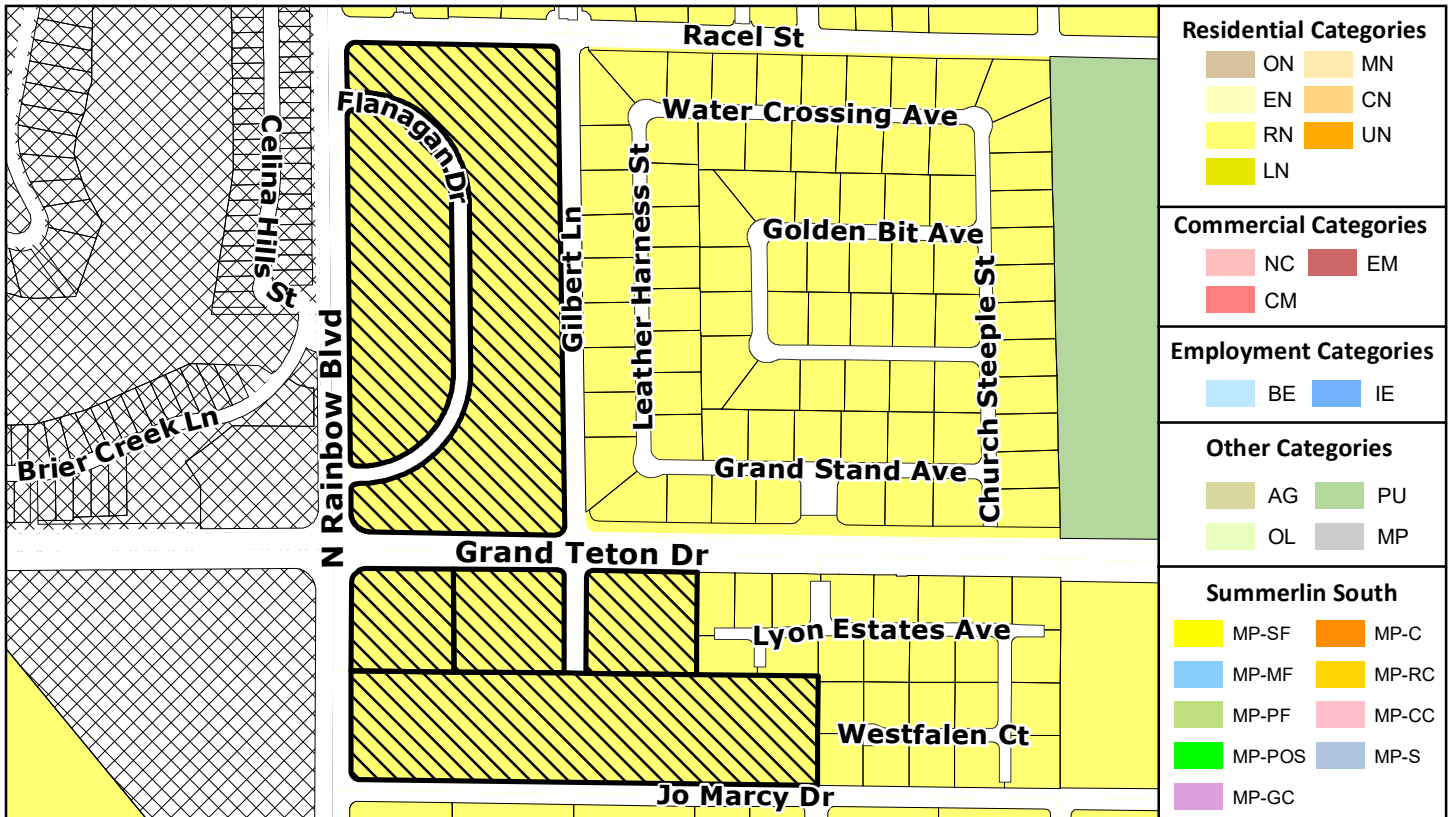 Racel St
Flanagan Dr
Water Crossing Ave
Celina Hills St
Leather Harness St
Gilbert Ln
Golden Bit Ave
Church Steeple St
N Rainbow Blvd
Brier Creek Ln
Grand Stand Ave
Grand Teton Dr
Lyon Estates Ave
Westfalen Ct
Jo Marcy Dr
Residential Categories
ON MN
EN CN
RN UN
LN
Commercial Categories
NC EM
CM
Employment Categories
BE IE
Other Categories
AG PU
OL MP
Summerlin South
MP-SF MP-C
MP-MF MP-RC
MP-PF MP-CC
MP-POS MP-S
MP-GC